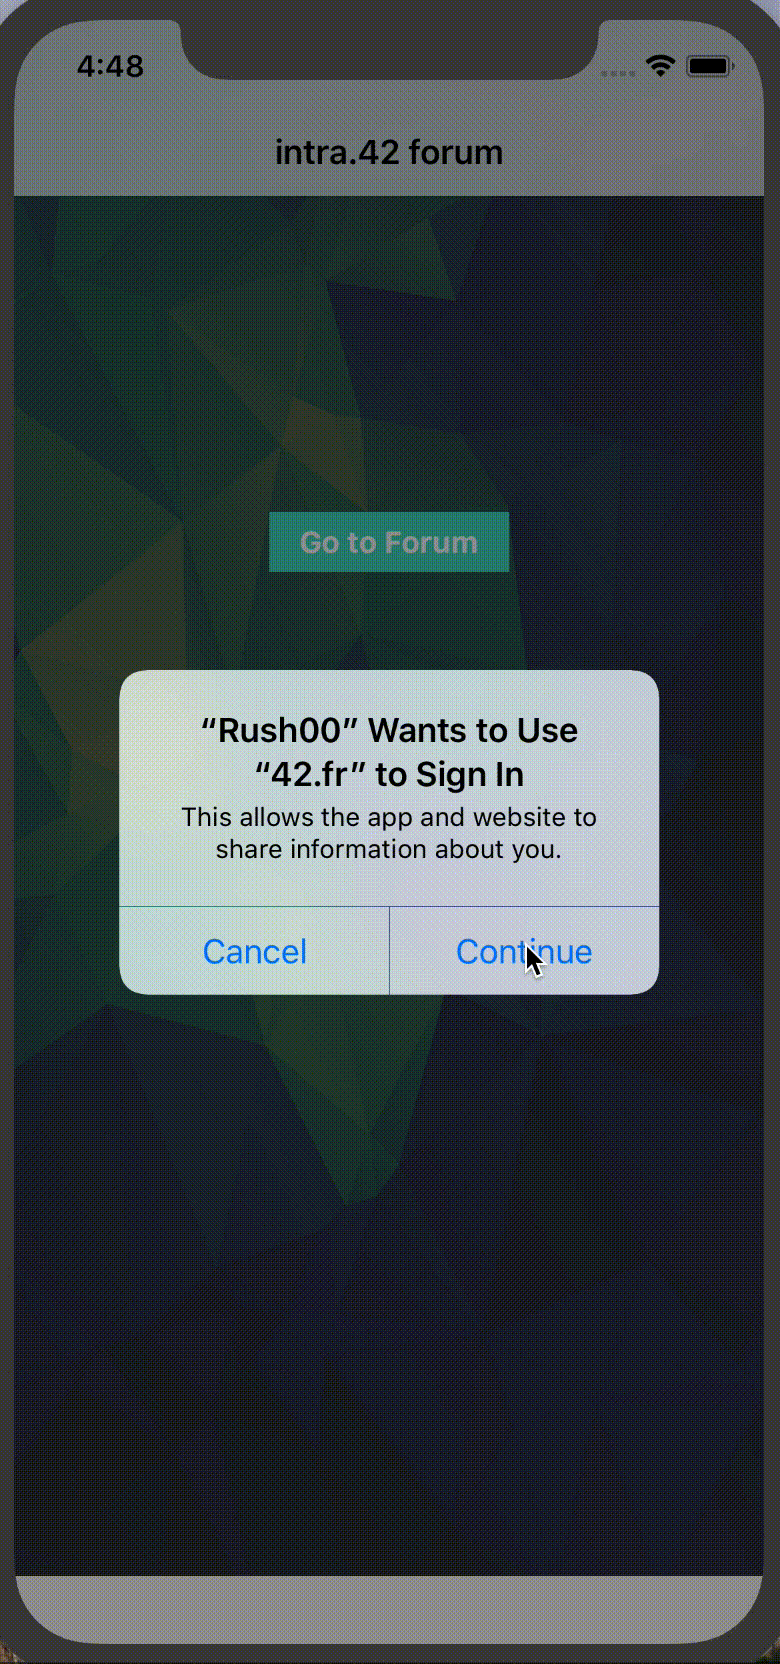 4:48
intra.42 forum
Go to Forum
“Rush00” Wants to Use
“42.fr” to Sign In
This allows the app and website to
share information about you.
Cancel
Continue